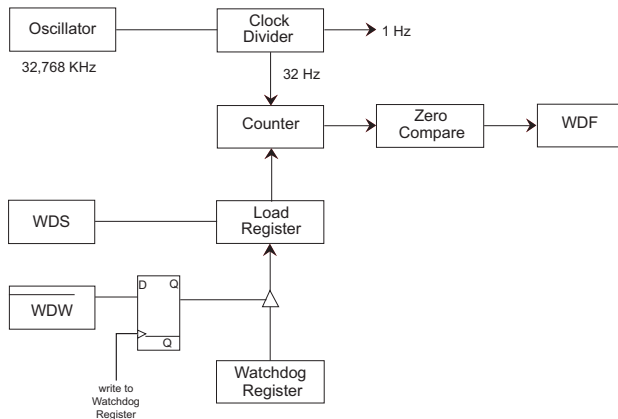 Oscillator
Clock
Divider
1 Hz
32,768 KHz
32 Hz
Counter
Zero
Compare
WDF
WDS
Load
Register
WDW
D
Q
Q
write to
Watchdog
Register
Watchdog
Register